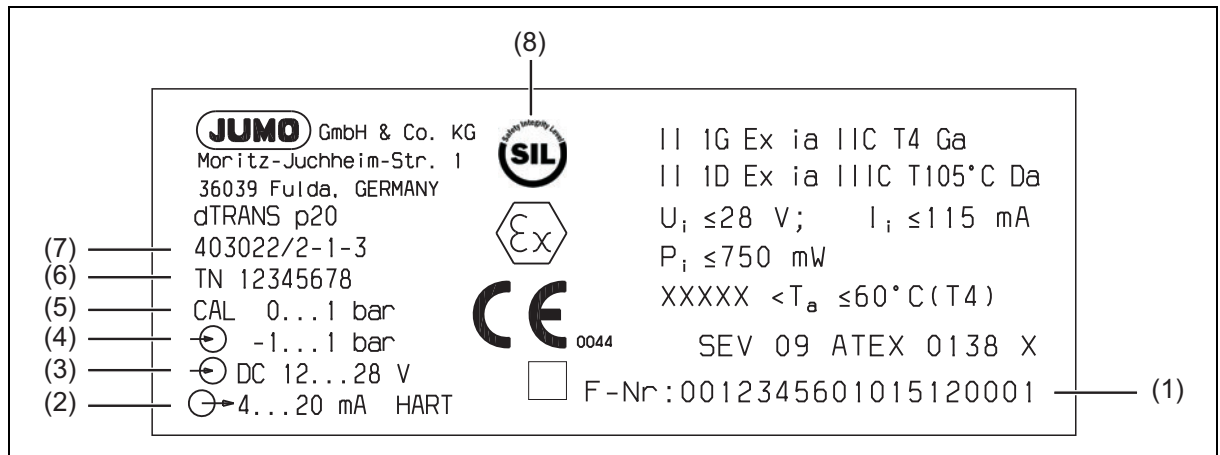 (8)
JUMO GmbH & Co. KG
Moritz-Juchheim-Str. 1
36039 Fulda, GERMANY
dTRANS p20
(7) 403022/2-1-3
(6) TN 12345678
(5) CAL 0...1 bar
(4) -1...1 bar
(3) DC 12...28 V
(2) 4...20 mA HART
Safety Integrity Level
SIL
Ex
CE 0044
II 1G Ex ia IIC T4 Ga
II 1D Ex ia IIIC T105°C Da
Ui ≤28 V; Ii ≤115 mA
Pi ≤750 mW
XXXXX <Ta ≤60°C(T4)
SEV 09 ATEX 0138 X
F-Nr:0012345601015120001 (1)